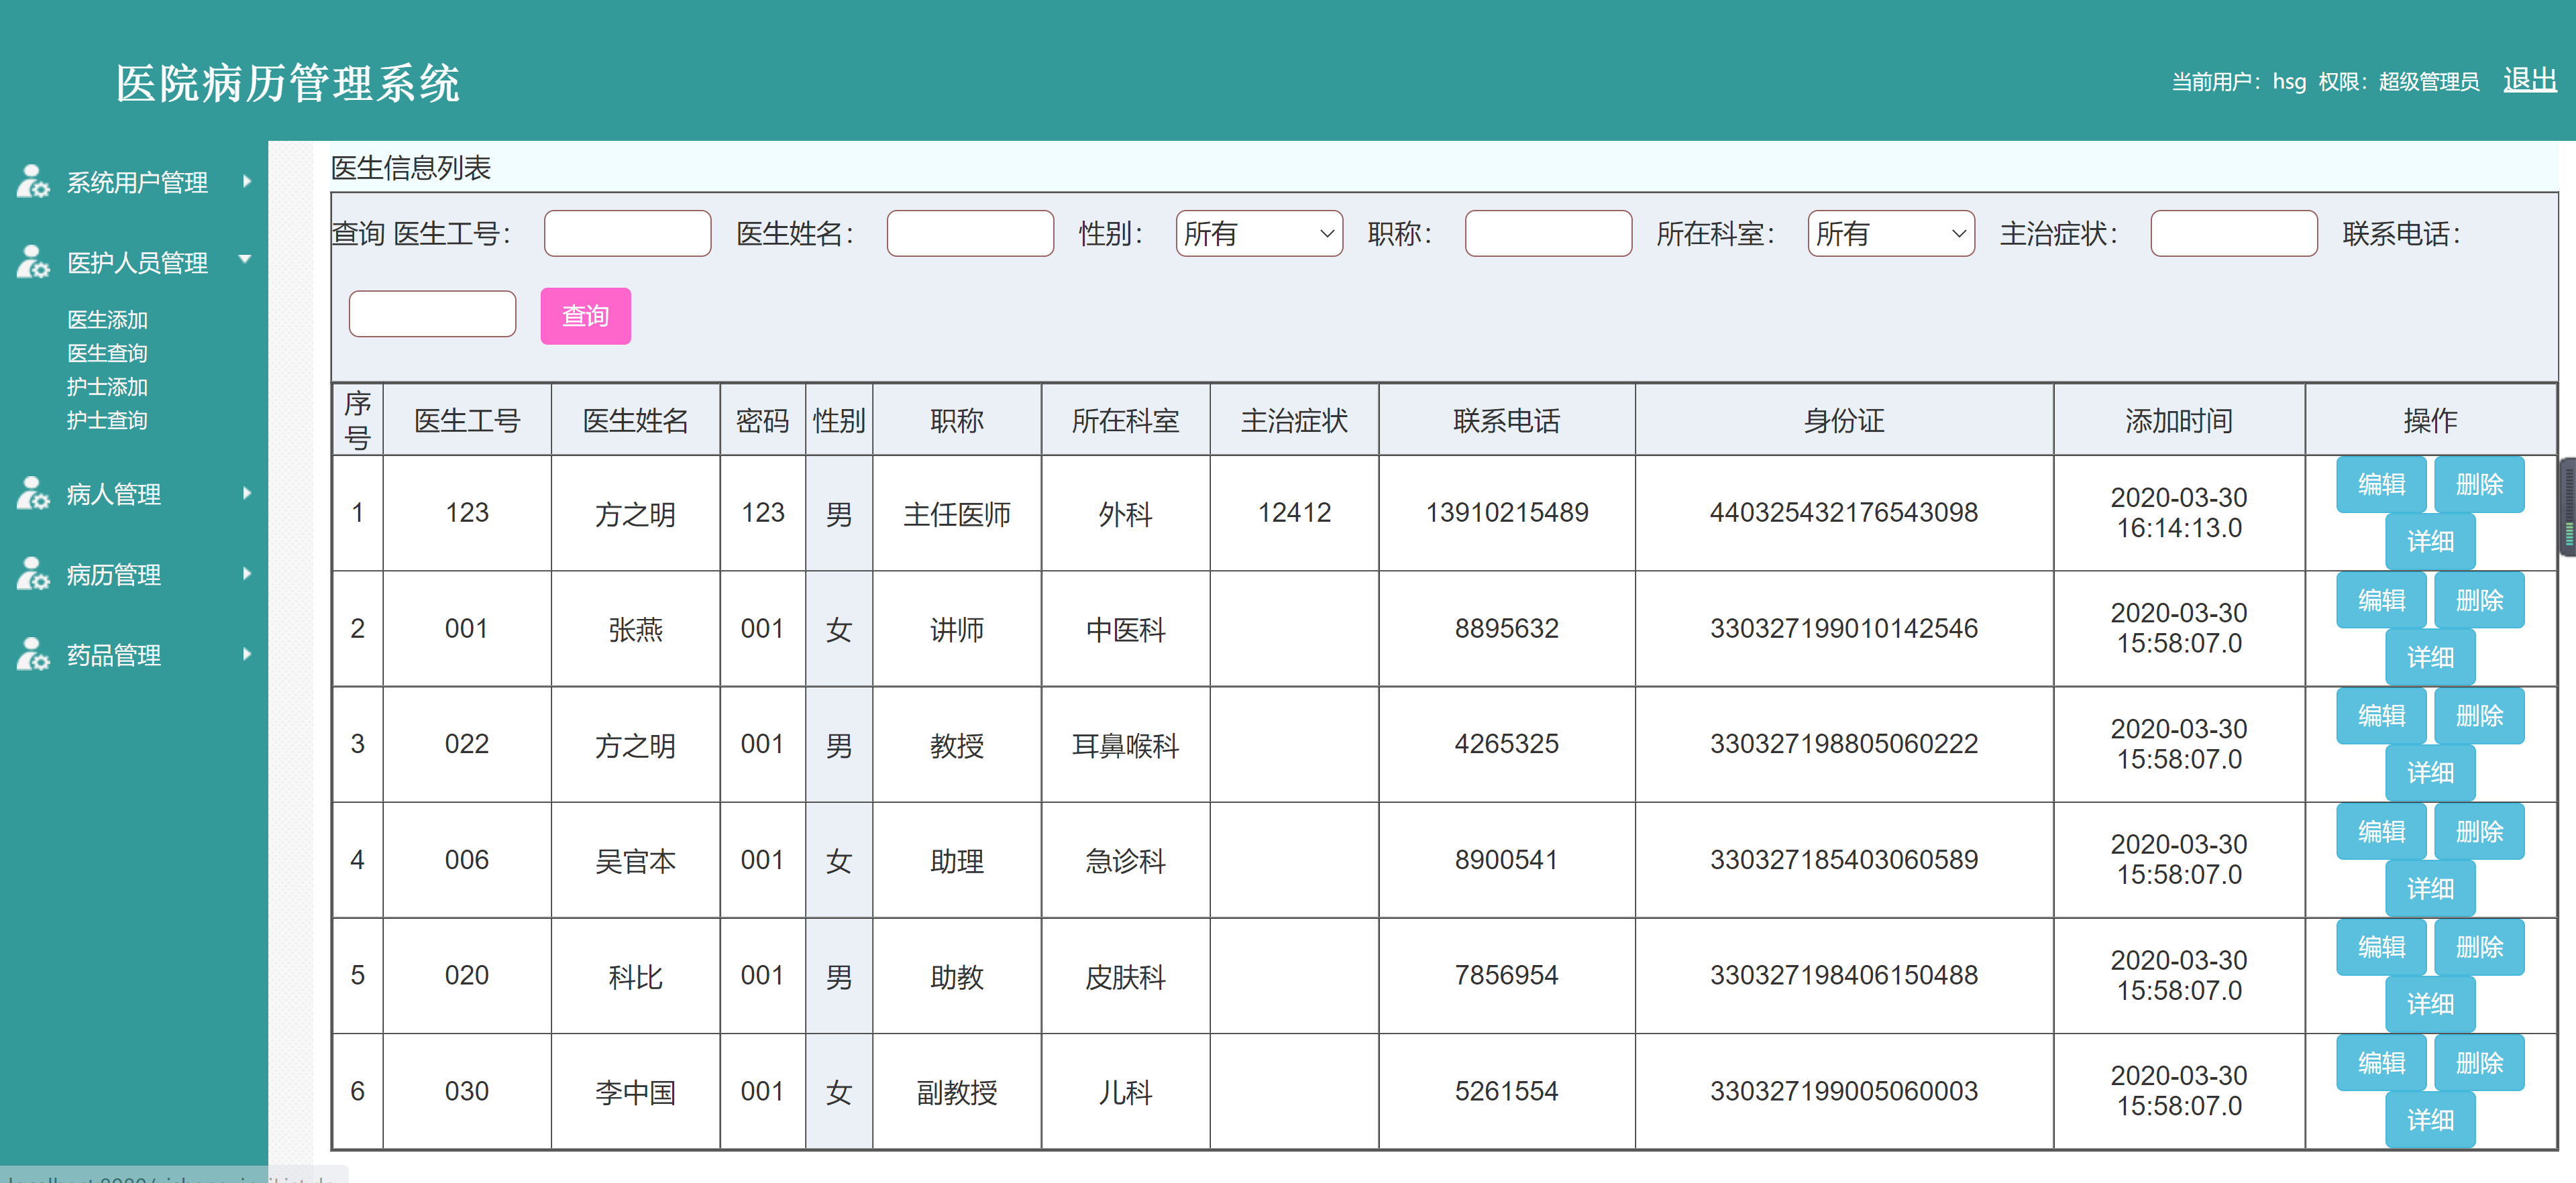 医院病历管理系统
当前用户：hsg 权限：超级管理员 退出
系统用户管理
医护人员管理
医生添加
医生查询
护士添加
护士查询
病人管理
病历管理
药品管理
医生信息列表
查询 医生工号： 医生姓名： 性别： 所有 职称： 所在科室： 所有 主治症状： 联系电话：
查询
序号 医生工号 医生姓名 密码 性别 职称 所在科室 主治症状 联系电话 身份证 添加时间 操作
1 123 方之明 123 男 主任医师 外科 12412 13910215489 440325432176543098 2020-03-30 16:14:13.0 编辑 删除 详细
2 001 张燕 001 女 讲师 中医科 8895632 330327199010142546 2020-03-30 15:58:07.0 编辑 删除 详细
3 022 方之明 001 男 教授 耳鼻喉科 4265325 330327198805060222 2020-03-30 15:58:07.0 编辑 删除 详细
4 006 吴官本 001 女 助理 急诊科 8900541 330327185403060589 2020-03-30 15:58:07.0 编辑 删除 详细
5 020 科比 001 男 助教 皮肤科 7856954 330327198406150488 2020-03-30 15:58:07.0 编辑 删除 详细
6 030 李中国 001 女 副教授 儿科 5261554 330327199005060003 2020-03-30 15:58:07.0 编辑 删除 详细